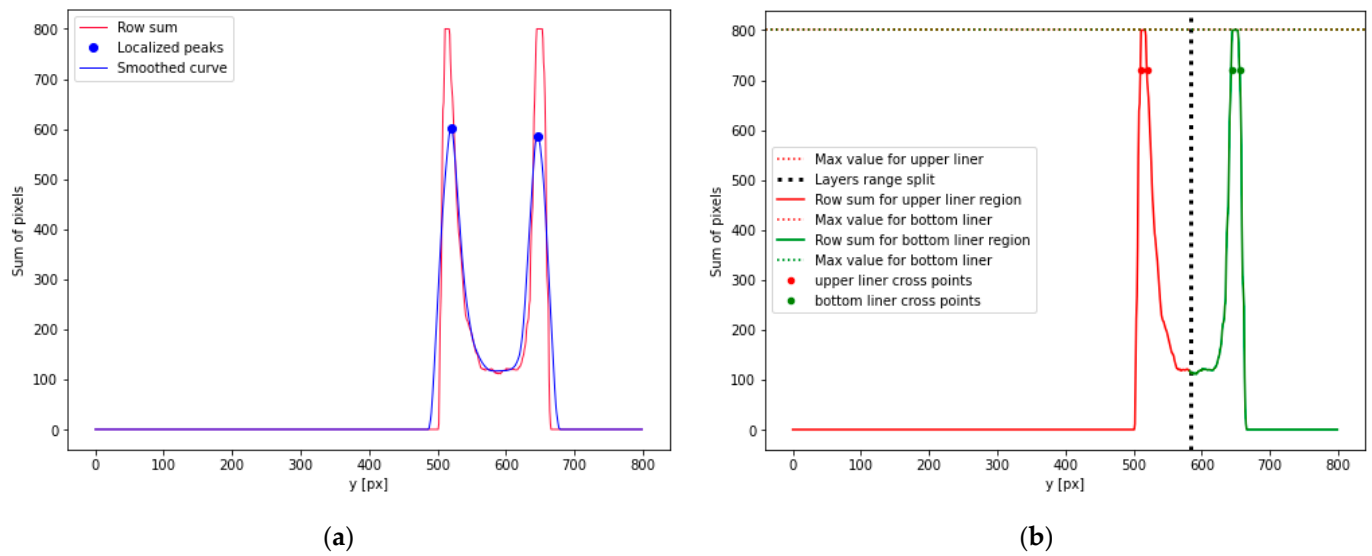 Row sum
Localized peaks
Smoothed curve
800
700
600
500
400
300
200
100
0
Sum of pixels
0 100 200 300 400 500 600 700 800
y [px]
(a)
Max value for upper liner
Layers range split
Row sum for upper liner region
Max value for bottom liner
Row sum for bottom liner region
Max value for bottom liner
upper liner cross points
bottom liner cross points
800
700
600
500
400
300
200
100
0
Sum of pixels
0 100 200 300 400 500 600 700 800
y [px]
(b)